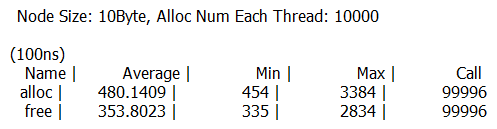 Node Size: 10Byte, Alloc Num Each Thread: 10000
(100ns)
Name | Average | Min | Max | Call
alloc | 480.1409 | 454 | 3384 | 99996
free | 353.8023 | 335 | 2834 | 99996